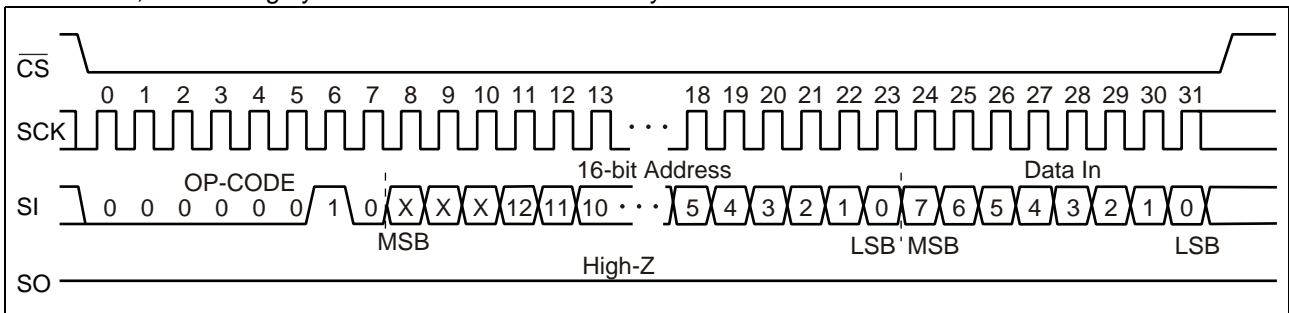 CS
0 1 2 3 4 5 6 7 8 9 10 11 12 13 18 19 20 21 22 23 24 25 26 27 28 29 30 31
SCK · · ·
OP-CODE 16-bit Address Data In
SI 0 0 0 0 0 0 1 0 X X X 12 11 10 · · · 5 4 3 2 1 0 7 6 5 4 3 2 1 0
MSB LSB MSB LSB
High-Z
SO